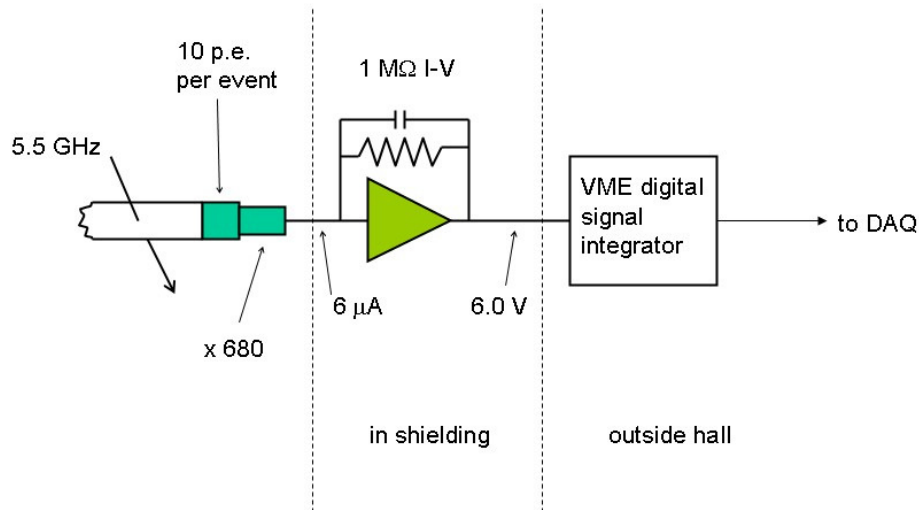 10 p.e.
per event
1 MΩ I-V
5.5 GHz
VME digital
signal
integrator
to DAQ
6 μA
6.0 V
x 680
in shielding
outside hall